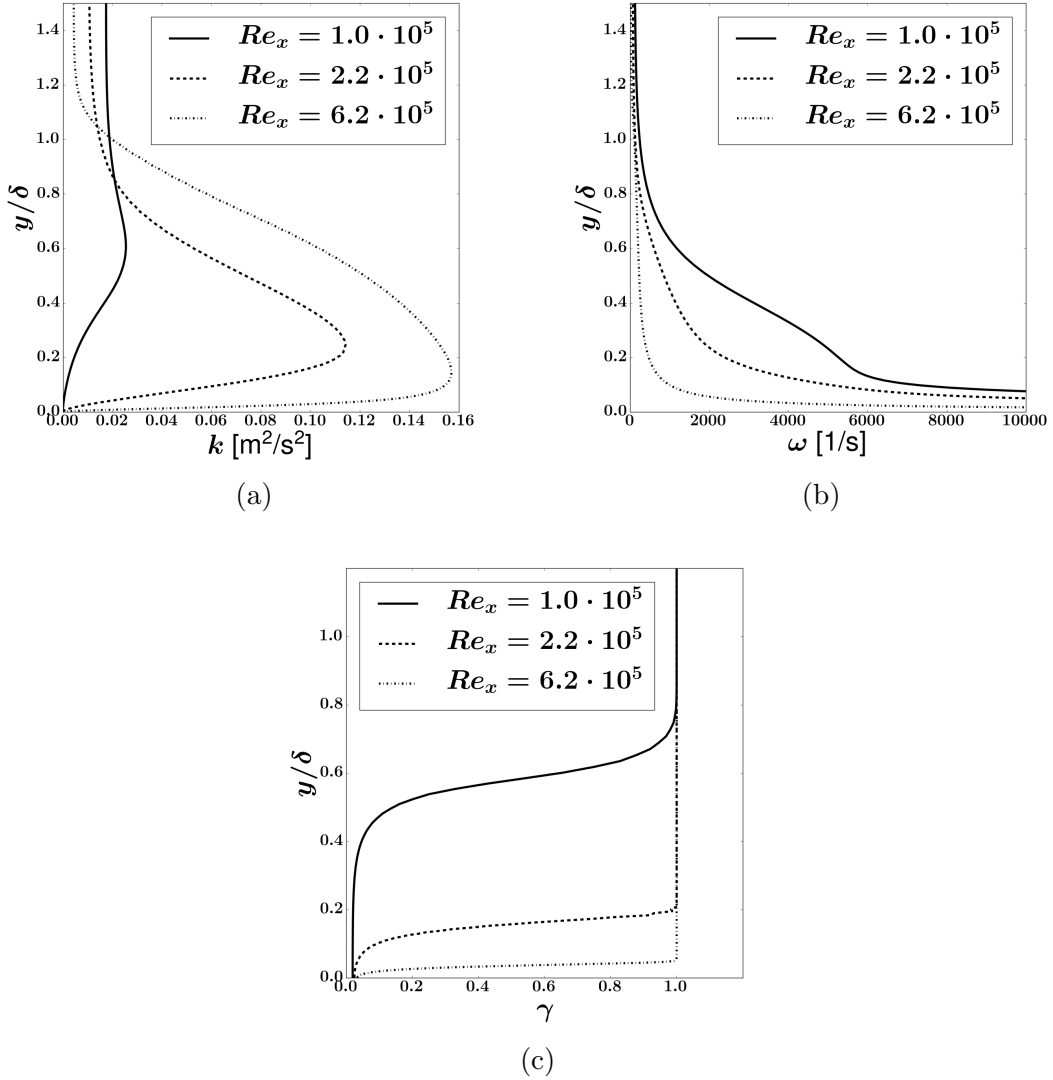 1.4
1.2
1.0
0.8
0.6
0.4
0.2
0.0
y/δ
Re_x = 1.0 · 10^5
Re_x = 2.2 · 10^5
Re_x = 6.2 · 10^5
0.00 0.02 0.04 0.06 0.08 0.10 0.12 0.14 0.16
k [m^2/s^2]
(a)
1.4
1.2
1.0
0.8
0.6
0.4
0.2
0.0
y/δ
Re_x = 1.0 · 10^5
Re_x = 2.2 · 10^5
Re_x = 6.2 · 10^5
0 2000 4000 6000 8000 10000
ω [1/s]
(b)
1.0
0.8
0.6
0.4
0.2
0.0
y/δ
Re_x = 1.0 · 10^5
Re_x = 2.2 · 10^5
Re_x = 6.2 · 10^5
0.0 0.2 0.4 0.6 0.8 1.0
γ
(c)